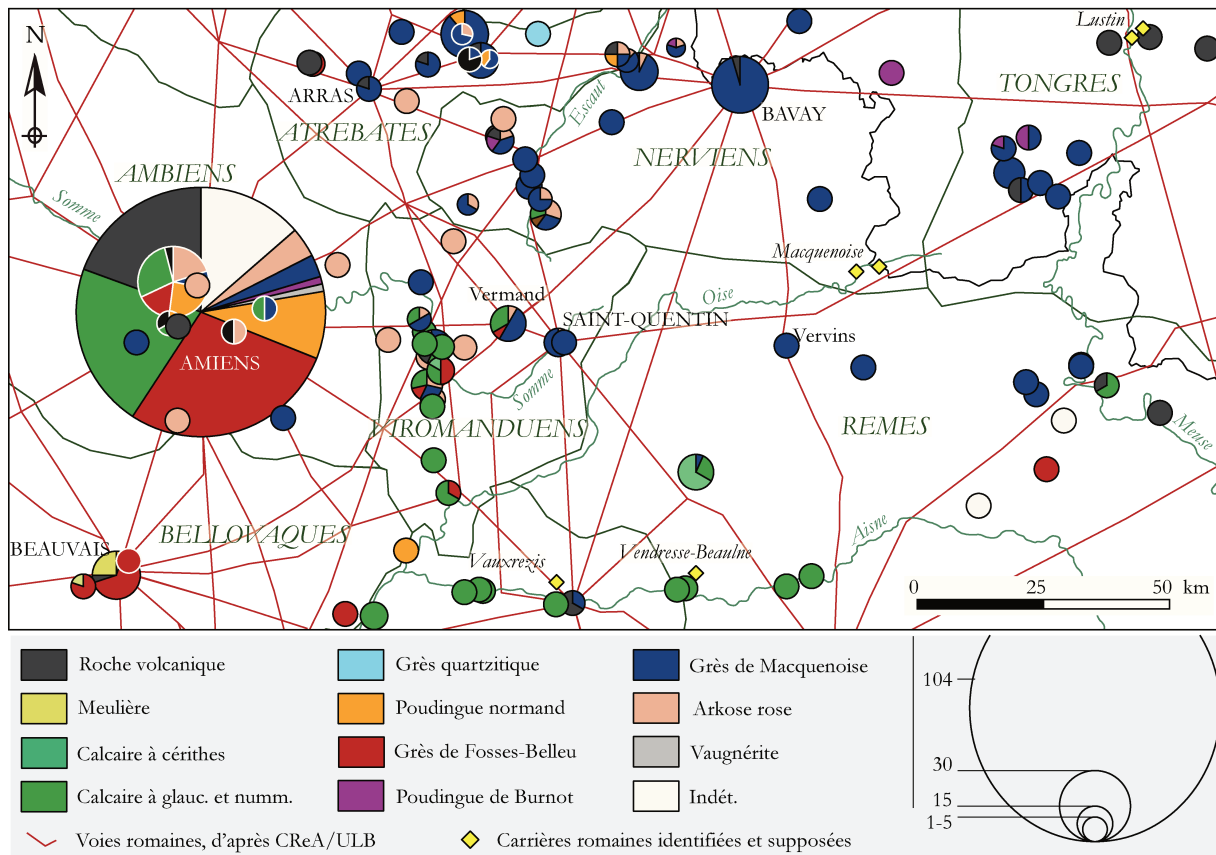 N
Lustin
ARRAS
ATREBATES
Escaut
BAVAY
TONGRES
NERVIENS
AMBIENS
Somme
Macquenoise
Vermand
Oise
SAINT-QUENTIN
Vervins
AMIENS
Somme
VIROMANDUENS
REMES
Meuse
BELLOVAQUES
BEAUVAIS
Vauxrezis
Vendresse-Beaulne
Aisne
0 25 50 km
Roche volcanique
Grès quartzitique
Grès de Macquenoise
Meulière
Poudingue normand
Arkose rose
Calcaire à cérithes
Grès de Fosses-Belleu
Vaugnérite
Calcaire à glauc. et numm.
Poudingue de Burnot
Indét.
Voies romaines, d'après CReA/ULB
Carrières romaines identifiées et supposées
104
30
15
1-5